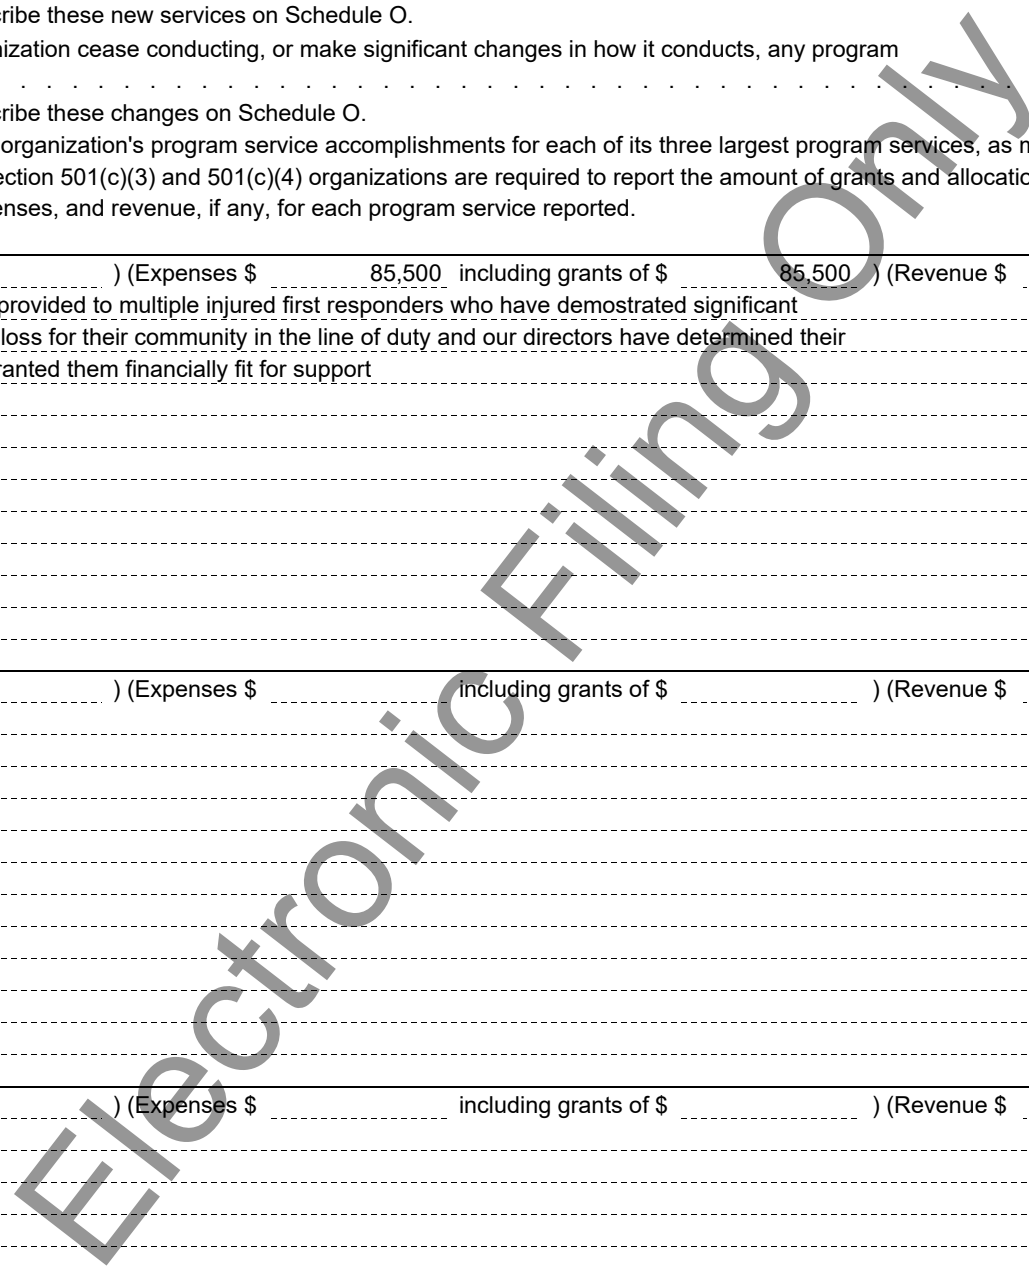 cribe these new services on Schedule O.
nization cease conducting, or make significant changes in how it conducts, any program
. . . . . . . . . . . . . . . . . . . . . . . . . . . . . . . . . . . . . . .
cribe these changes on Schedule O.
organization's program service accomplishments for each of its three largest program services, as m
ection 501(c)(3) and 501(c)(4) organizations are required to report the amount of grants and allocatio
enses, and revenue, if any, for each program service reported.
) (Expenses $ 85,500 including grants of $ 85,500 ) (Revenue $
provided to multiple injured first responders who have demostrated significant
loss for their community in the line of duty and our directors have determined their
ranted them financially fit for support
) (Expenses $ including grants of $ ) (Revenue $
) (Expenses $ including grants of $ ) (Revenue $
Electronic Filing Only